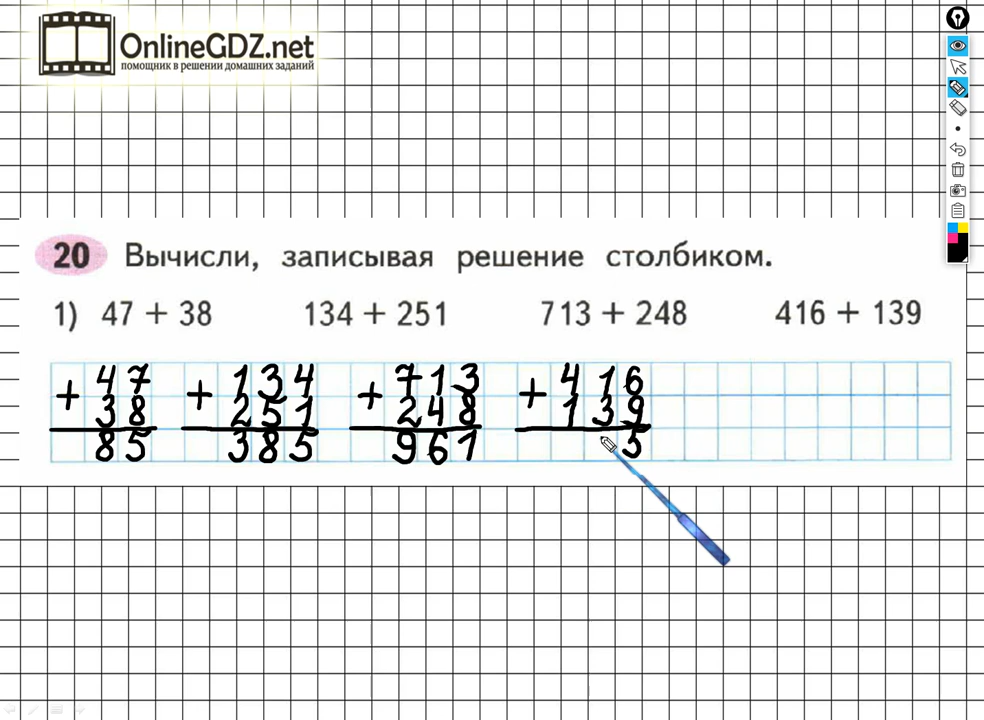 OnlineGDZ.net
помощник в решении домашних заданий
20 Вычисли, записывая решение столбиком.
1) 47 + 38 134 + 251 713 + 248 416 + 139
+ 47 + 134 + 713 + 416
38 251 248 139
85 385 961 5